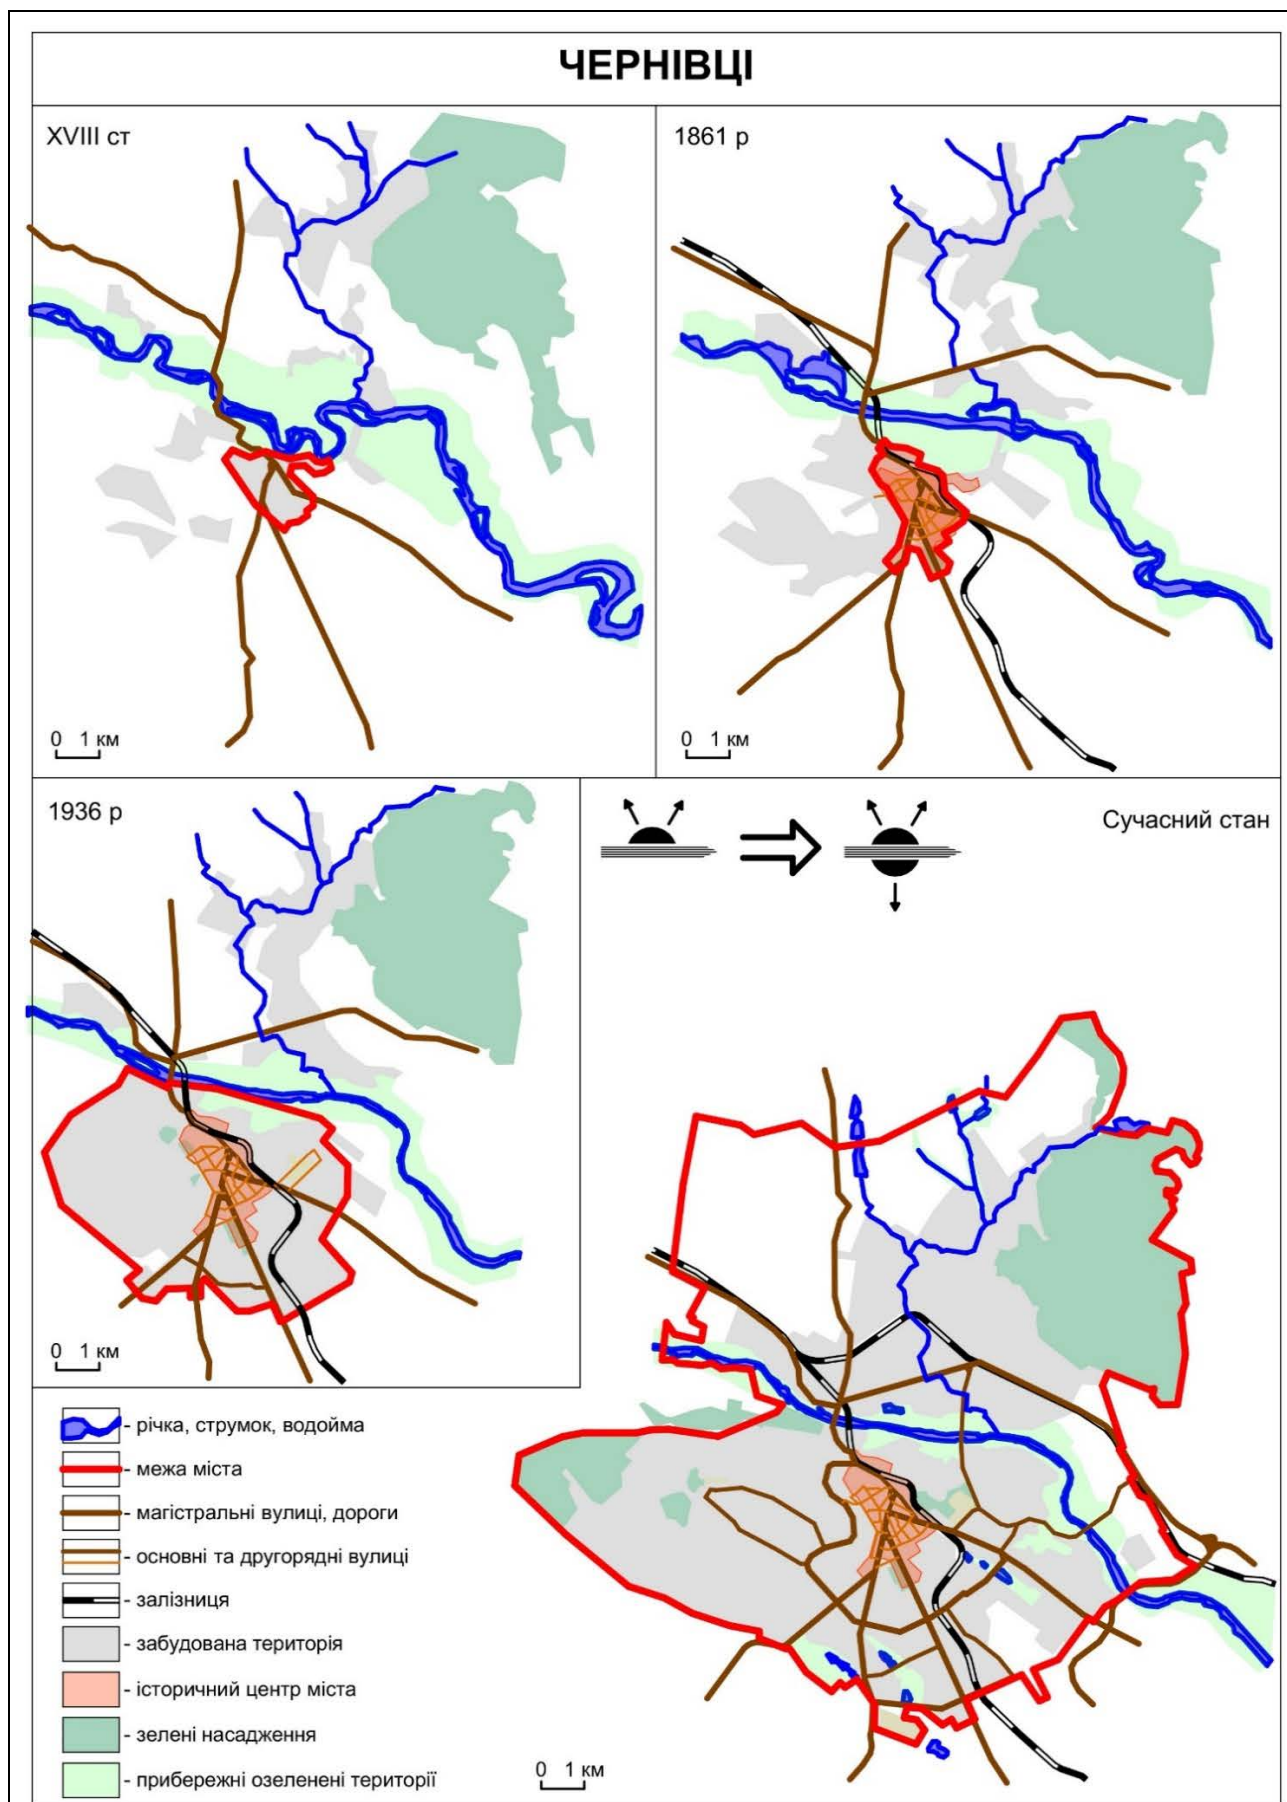 ЧЕРНІВЦІ
XVIII ст
1861 р
0 1 км
0 1 км
1936 р
Сучасний стан
0 1 км
- річка, струмок, водойма
- межа міста
- магістральні вулиці, дороги
- основні та другорядні вулиці
- залізниця
- забудована територія
- історичний центр міста
- зелені насадження
- прибережні озеленені території
0 1 км